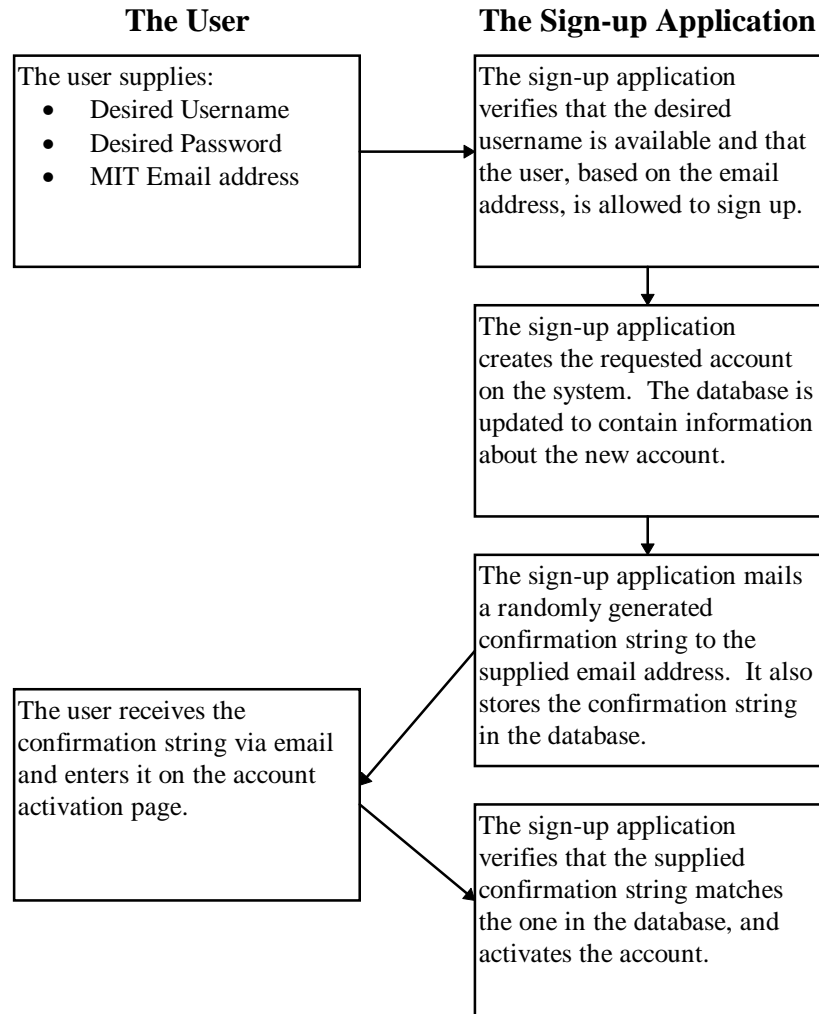 The User
The Sign-up Application
The user supplies:
• Desired Username
• Desired Password
• MIT Email address
The sign-up application
verifies that the desired
username is available and that
the user, based on the email
address, is allowed to sign up.
The sign-up application
creates the requested account
on the system.  The database is
updated to contain information
about the new account.
The sign-up application mails
a randomly generated
confirmation string to the
supplied email address.  It also
stores the confirmation string
in the database.
The user receives the
confirmation string via email
and enters it on the account
activation page.
The sign-up application
verifies that the supplied
confirmation string matches
the one in the database, and
activates the account.